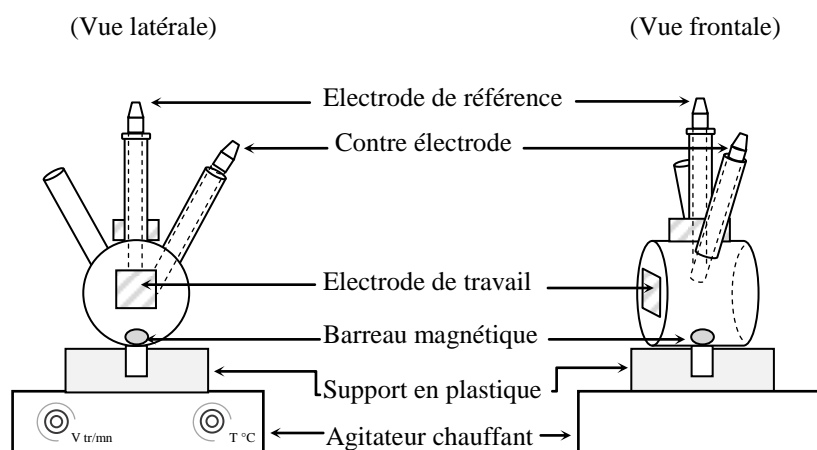 (Vue latérale)
(Vue frontale)
Electrode de référence
Contre électrode
Electrode de travail
Barreau magnétique
Support en plastique
V tr/mn
T °C
Agitateur chauffant